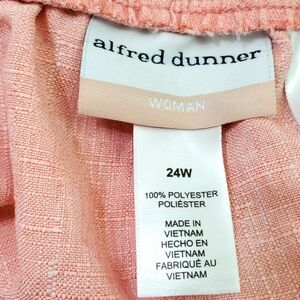 alfred dunner
WOMAN
24W
100% POLYESTER
POLIÉSTER
MADE IN
VIETNAM
HECHO EN
VIETNAM
FABRIQUÉ AU
VIETNAM